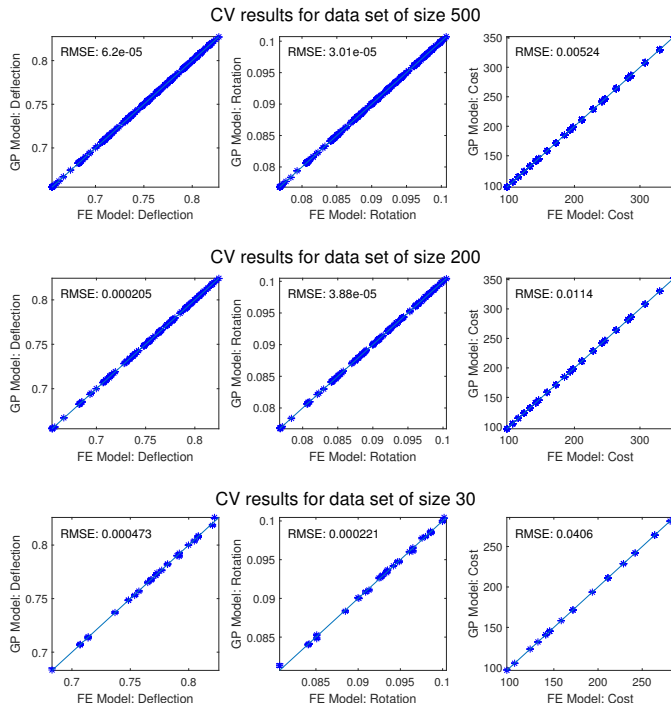 CV results for data set of size 500
RMSE: 6.2e-05
GP Model: Deflection
0.8
0.75
0.7
0.7 0.75 0.8
FE Model: Deflection
RMSE: 3.01e-05
GP Model: Rotation
0.1
0.095
0.09
0.085
0.08
0.08 0.085 0.09 0.095 0.1
FE Model: Rotation
RMSE: 0.00524
GP Model: Cost
350
300
250
200
150
100
100 200 300
FE Model: Cost
CV results for data set of size 200
RMSE: 0.000205
GP Model: Deflection
0.8
0.75
0.7
0.7 0.75 0.8
FE Model: Deflection
RMSE: 3.88e-05
GP Model: Rotation
0.1
0.095
0.09
0.085
0.08
0.08 0.085 0.09 0.095 0.1
FE Model: Rotation
RMSE: 0.0114
GP Model: Cost
350
300
250
200
150
100
100 200 300
FE Model: Cost
CV results for data set of size 30
RMSE: 0.000473
GP Model: Deflection
0.8
0.75
0.7
0.7 0.75 0.8
FE Model: Deflection
RMSE: 0.000221
GP Model: Rotation
0.1
0.095
0.09
0.085
0.085 0.09 0.095 0.1
FE Model: Rotation
RMSE: 0.0406
GP Model: Cost
250
200
150
100
100 150 200 250
FE Model: Cost